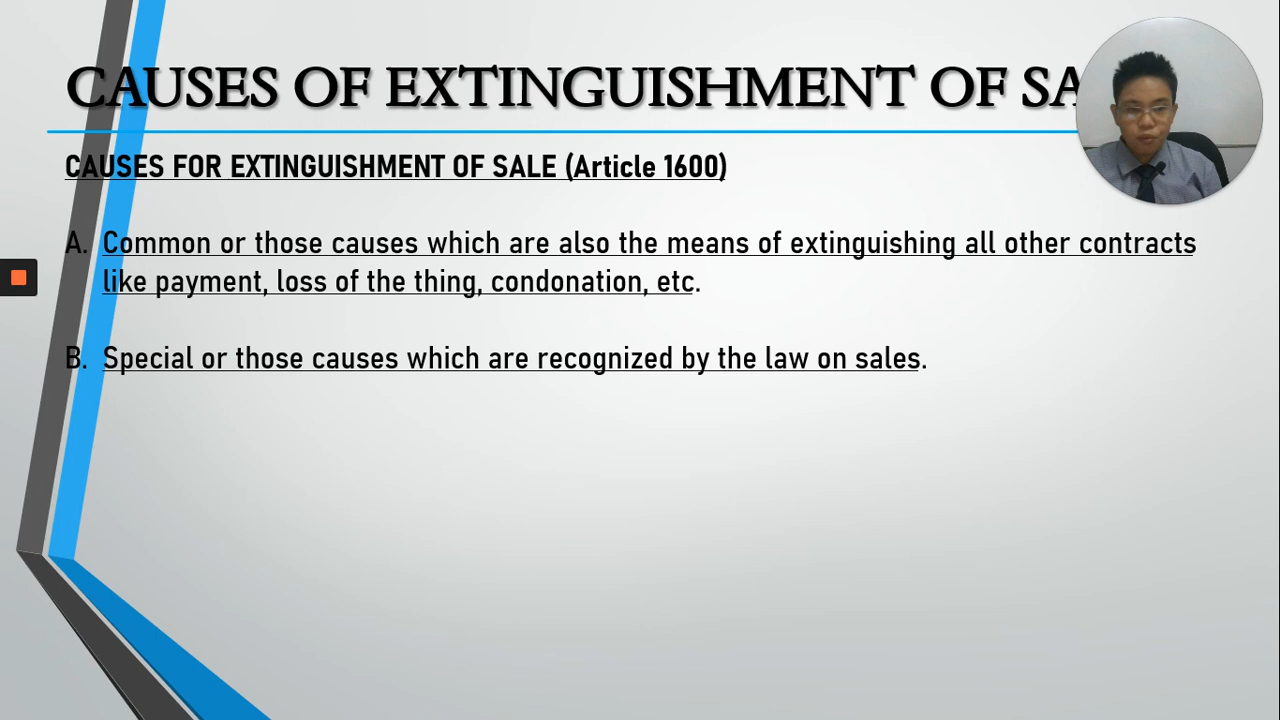 CAUSES OF EXTINGUISHMENT OF SA
CAUSES FOR EXTINGUISHMENT OF SALE (Article 1600)
A. Common or those causes which are also the means of extinguishing all other contracts
like payment, loss of the thing, condonation, etc.
B. Special or those causes which are recognized by the law on sales.